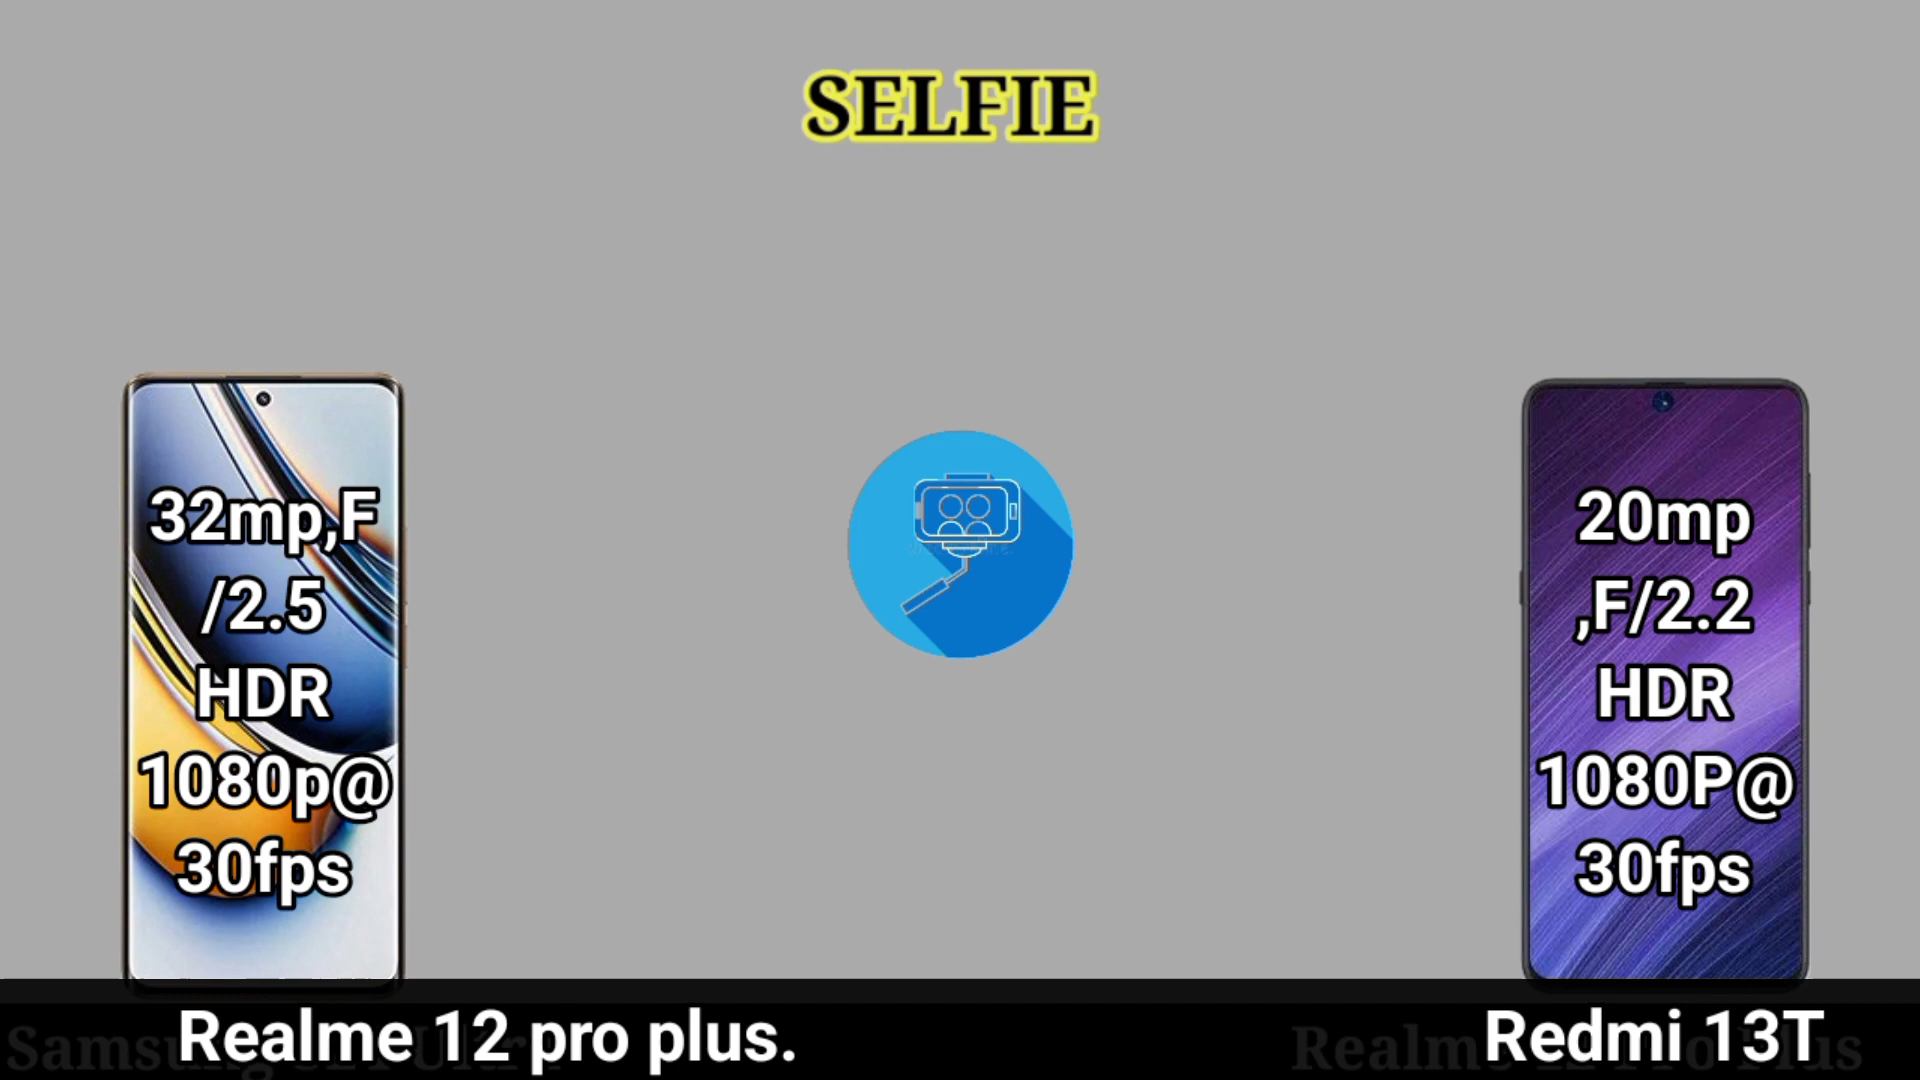 SELFIE
32mp,F
/2.5
HDR
1080p@
30fps
20mp
,F/2.2
HDR
1080P@
30fps
Realme 12 pro plus.
Redmi 13T